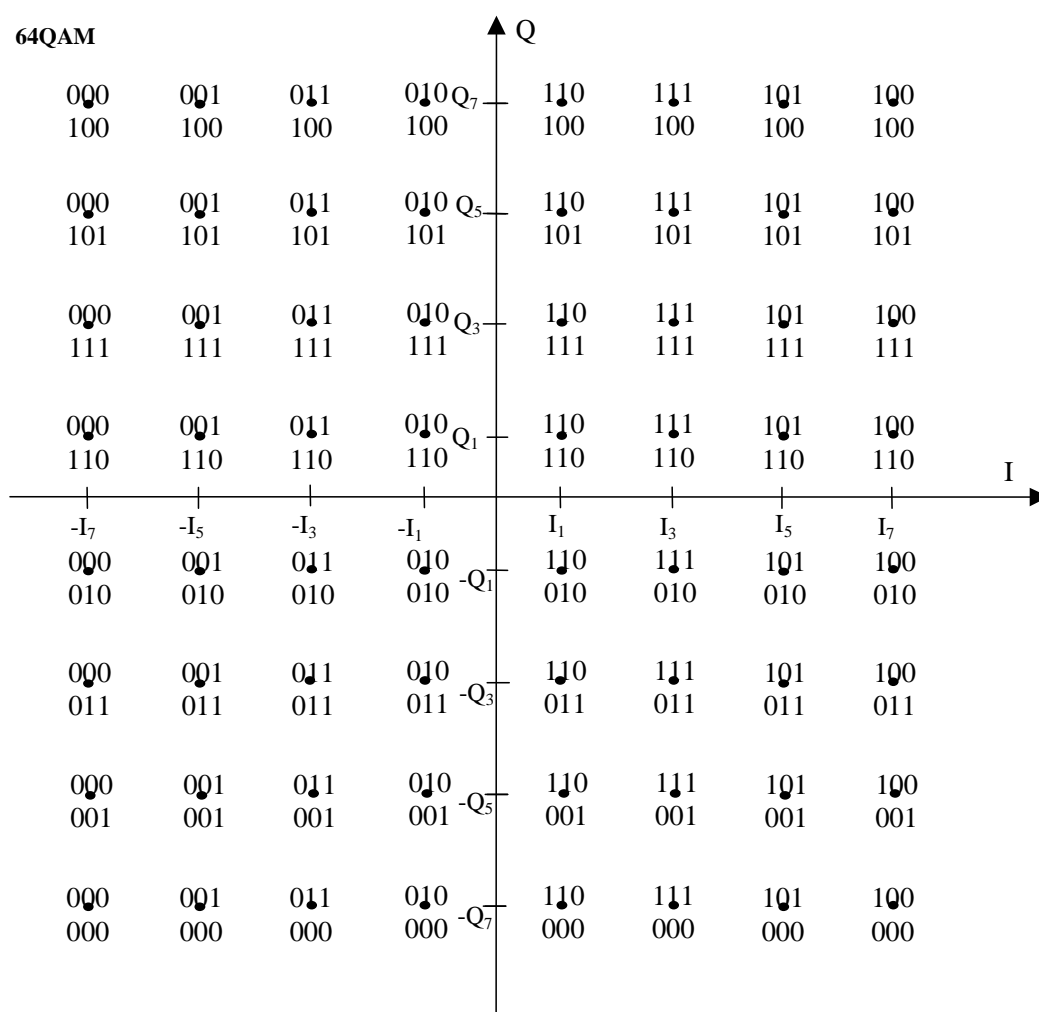 64QAM
Q
000 001 011 010 Q7 110 111 101 100
100 100 100 100 100 100 100 100
000 001 011 010 Q5 110 111 101 100
101 101 101 101 101 101 101 101
000 001 011 010 Q3 110 111 101 100
111 111 111 111 111 111 111 111
000 001 011 010 Q1 110 111 101 100
110 110 110 110 110 110 110 110
I
-I7 -I5 -I3 -I1 I1 I3 I5 I7
000 001 011 010 -Q1 110 111 101 100
010 010 010 010 010 010 010 010
000 001 011 010 -Q3 110 111 101 100
011 011 011 011 011 011 011 011
000 001 011 010 -Q5 110 111 101 100
001 001 001 001 001 001 001 001
000 001 011 010 -Q7 110 111 101 100
000 000 000 000 000 000 000 000